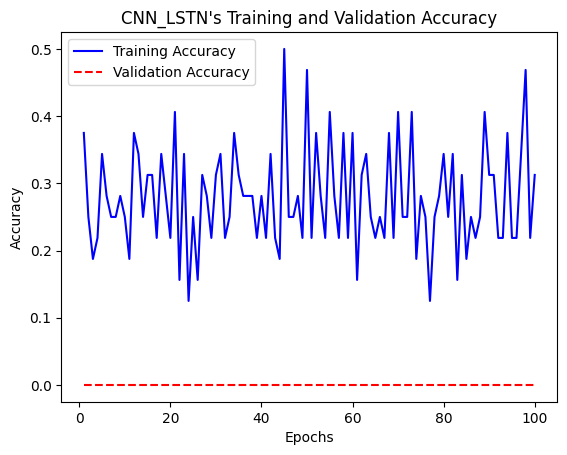 CNN_LSTN's Training and Validation Accuracy
Training Accuracy
Validation Accuracy
Accuracy
0.5
0.4
0.3
0.2
0.1
0.0
0 20 40 60 80 100
Epochs